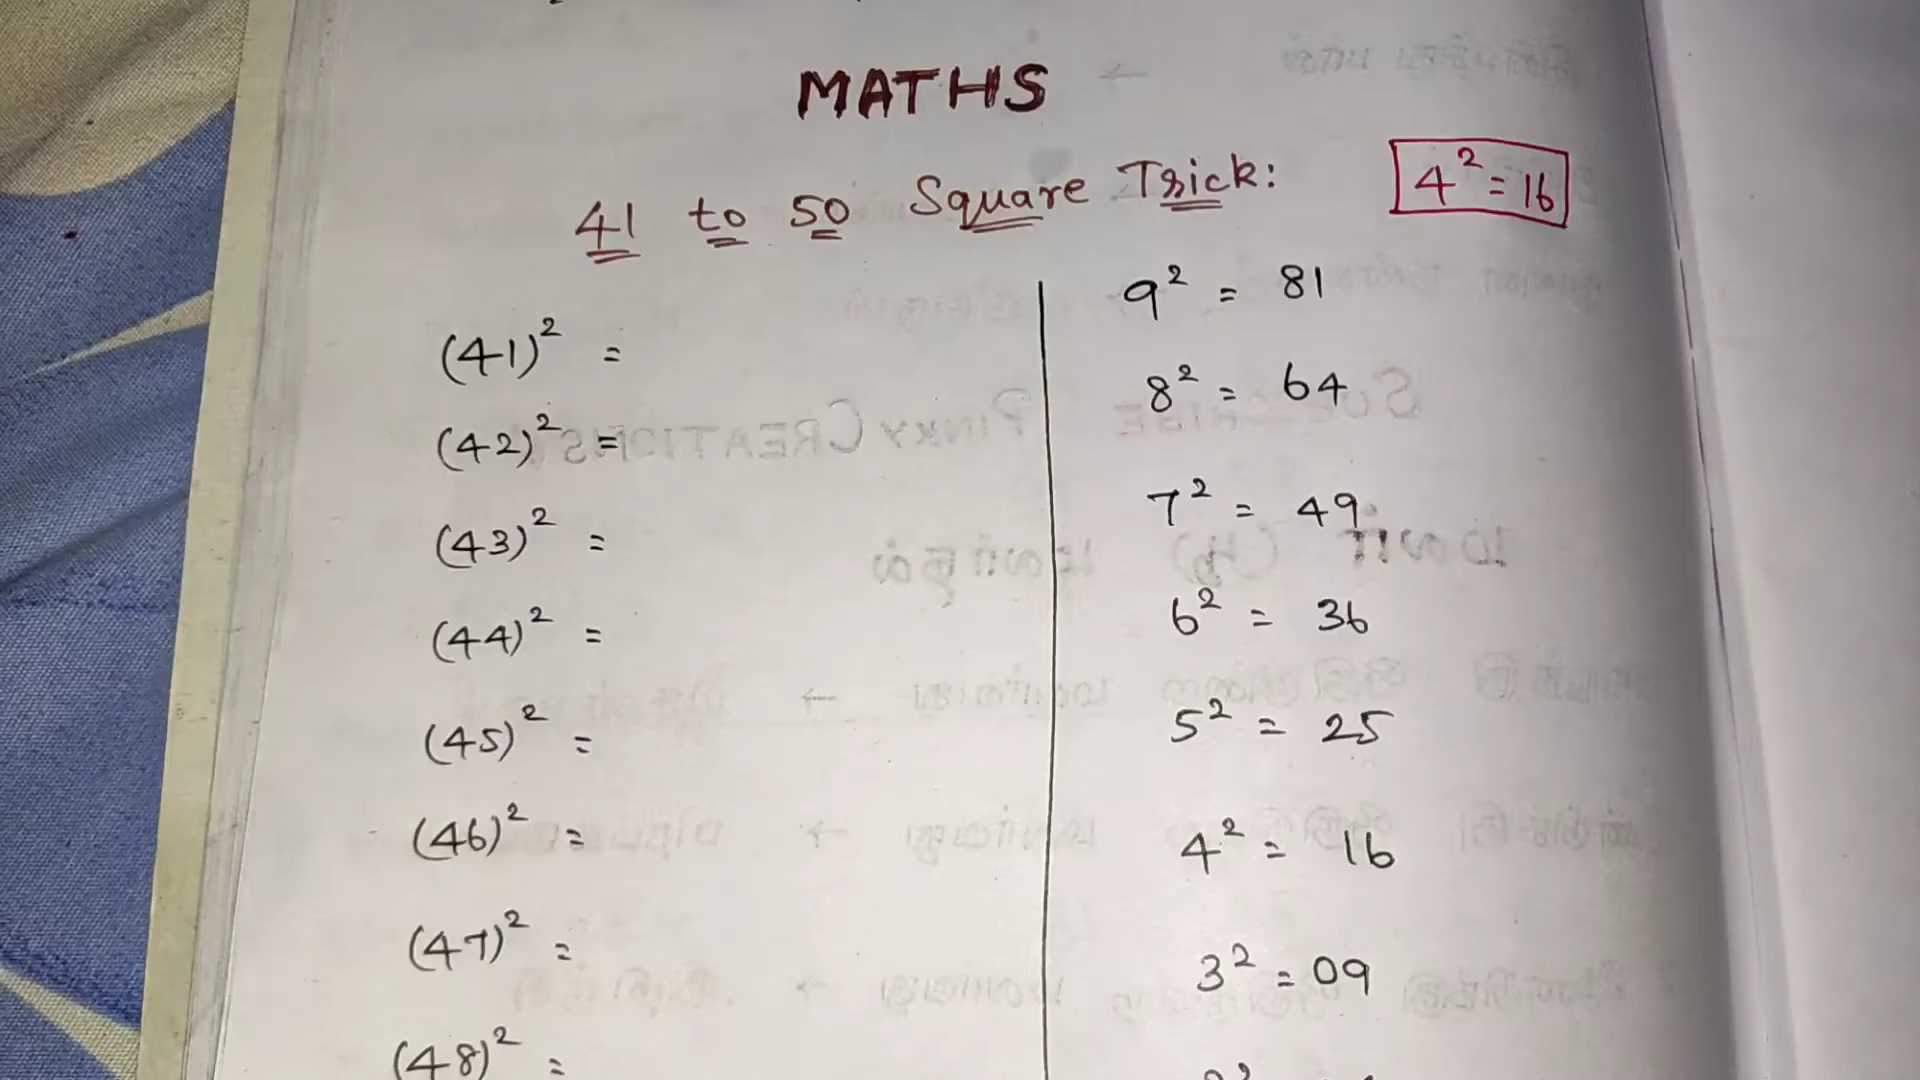 MATHS
41 to 50 Square Trick:
4² = 16
(41)² =
(42)² =
(43)² =
(44)² =
(45)² =
(46)² =
(47)² =
(48)² =
9² = 81
8² = 64
7² = 49
6² = 36
5² = 25
4² = 16
3² = 09